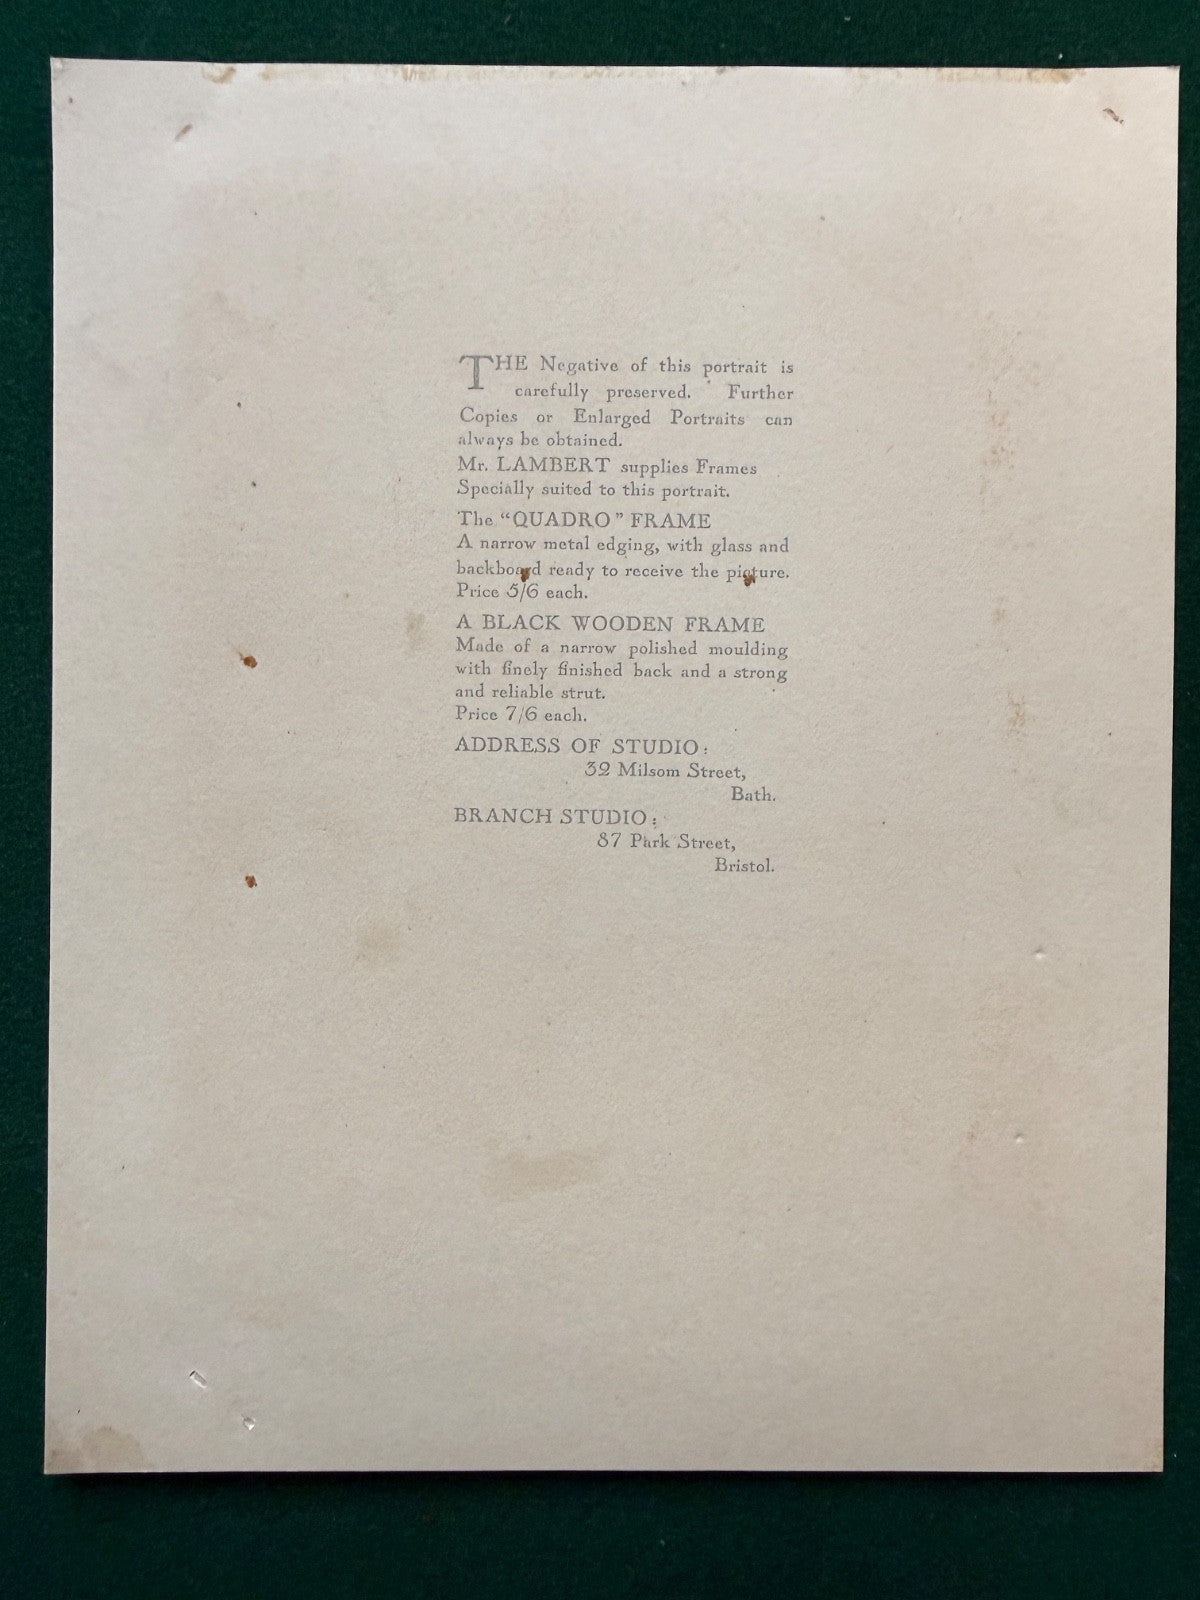 THE Negative of this portrait is
carefully preserved. Further
Copies or Enlarged Portraits can
always be obtained.
Mr. LAMBERT supplies Frames
Specially suited to this portrait.
The "QUADRO" FRAME
A narrow metal edging, with glass and
backboard ready to receive the picture.
Price 5/6 each.
A BLACK WOODEN FRAME
Made of a narrow polished moulding
with finely finished back and a strong
and reliable strut.
Price 7/6 each.
ADDRESS OF STUDIO:
32 Milsom Street,
Bath.
BRANCH STUDIO:
87 Park Street,
Bristol.